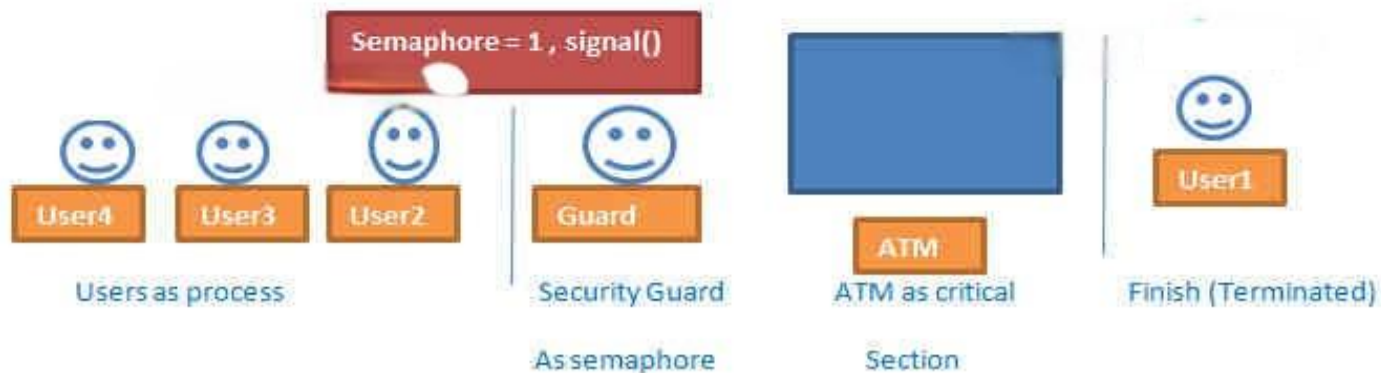 Semaphore = 1 , signal()
User4 User3 User2 Guard User1
ATM
Users as process Security Guard ATM as critical Finish (Terminated)
As semaphore Section